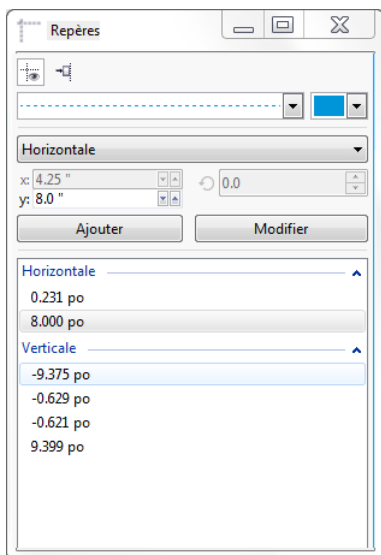 Repères
Horizontale
x: 4.25 "
0.0
y: 8.0 "
Ajouter
Modifier
Horizontale
0.231 po
8.000 po
Verticale
-9.375 po
-0.629 po
-0.621 po
9.399 po